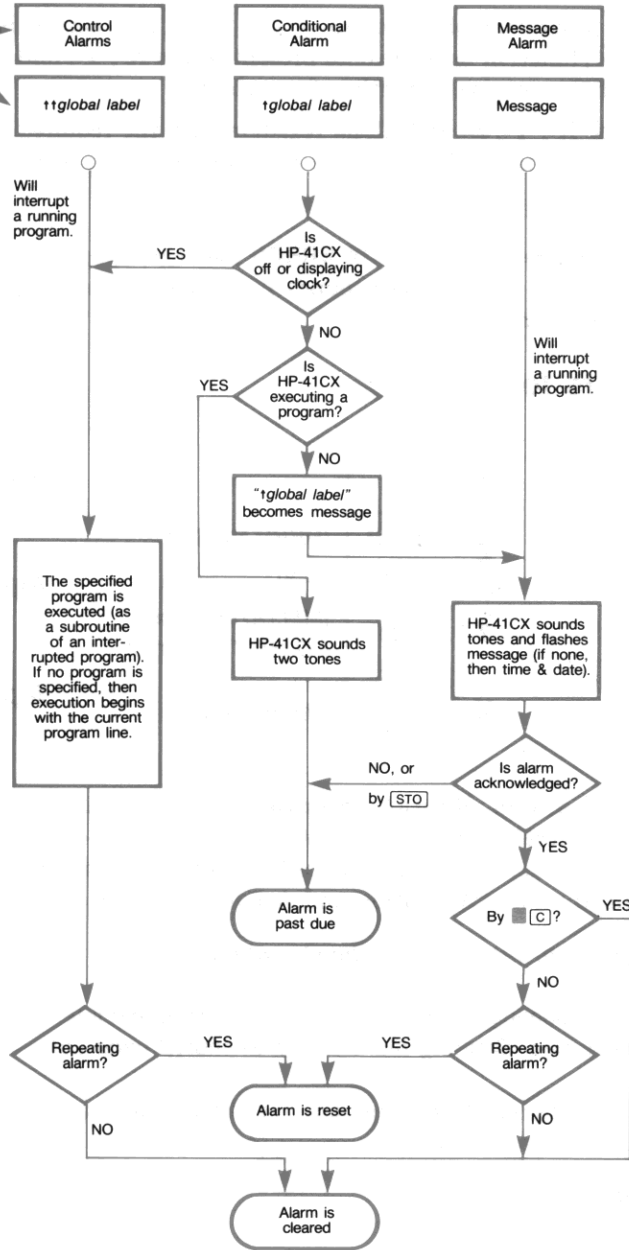 Control
Alarms
Conditional
Alarm
Message
Alarm
↑↑global label
↑global label
Message
Will
interrupt
a running
program.
YES
Is
HP-41CX
off or displaying
clock?
NO
YES
Is
HP-41CX
executing a
program?
Will
interrupt
a running
program.
NO
"↑global label"
becomes message
The specified
program is
executed (as
a subroutine
of an inter-
rupted program).
If no program is
specified, then
execution begins
with the current
program line.
HP-41CX sounds
two tones
HP-41CX sounds
tones and flashes
message (if none,
then time & date).
NO, or
by STO
Is alarm
acknowledged?
YES
Alarm is
past due
By C ?
YES
NO
Repeating
alarm?
YES
YES
Repeating
alarm?
Alarm is reset
NO
NO
Alarm is
cleared